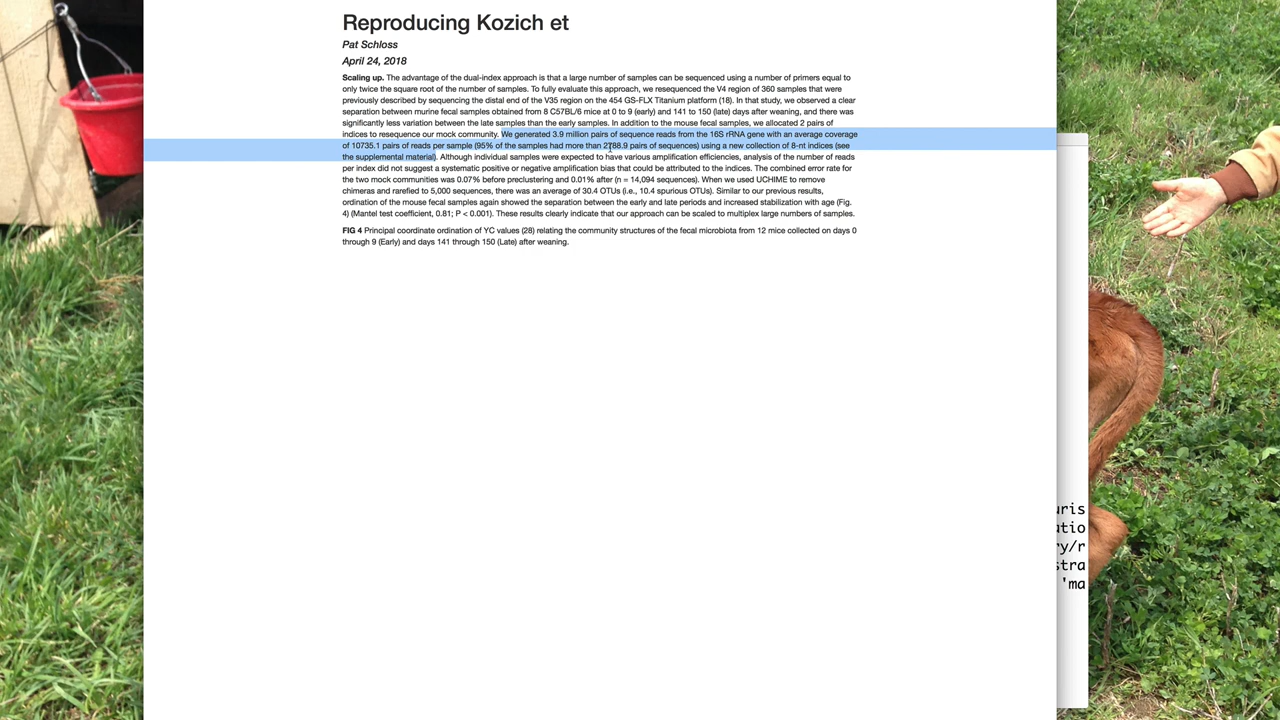 Reproducing Kozich et
Pat Schloss
April 24, 2018
Scaling up. The advantage of the dual-index approach is that a large number of samples can be sequenced using a number of primers equal to
only twice the square root of the number of samples. To fully evaluate this approach, we resequenced the V4 region of 360 samples that were
previously described by sequencing the distal end of the V35 region on the 454 GS-FLX Titanium platform (18). In that study, we observed a clear
separation between murine fecal samples obtained from 8 C57BL/6 mice at 0 to 9 (early) and 141 to 150 (late) days after weaning, and there was
significantly less variation between the late samples than the early samples. In addition to the mouse fecal samples, we allocated 2 pairs of
indices to resequence our mock community. We generated 3.9 million pairs of sequence reads from the 16S rRNA gene with an average coverage
of 10735.1 pairs of reads per sample (95% of the samples had more than 2788.9 pairs of sequences) using a new collection of 8-nt indices (see
the supplemental material). Although individual samples were expected to have various amplification efficiencies, analysis of the number of reads
per index did not suggest a systematic positive or negative amplification bias that could be attributed to the indices. The combined error rate for
the two mock communities was 0.07% before preclustering and 0.01% after (n = 14,094 sequences). When we used UCHIME to remove
chimeras and rarefied to 5,000 sequences, there was an average of 30.4 OTUs (i.e., 10.4 spurious OTUs). Similar to our previous results,
ordination of the mouse fecal samples again showed the separation between the early and late periods and increased stabilization with age (Fig.
4) (Mantel test coefficient, 0.81; P < 0.001). These results clearly indicate that our approach can be scaled to multiplex large numbers of samples.
FIG 4 Principal coordinate ordination of YC values (28) relating the community structures of the fecal microbiota from 12 mice collected on days 0
through 9 (Early) and days 141 through 150 (Late) after weaning.
uris
atio
ry/r
stra
'ma